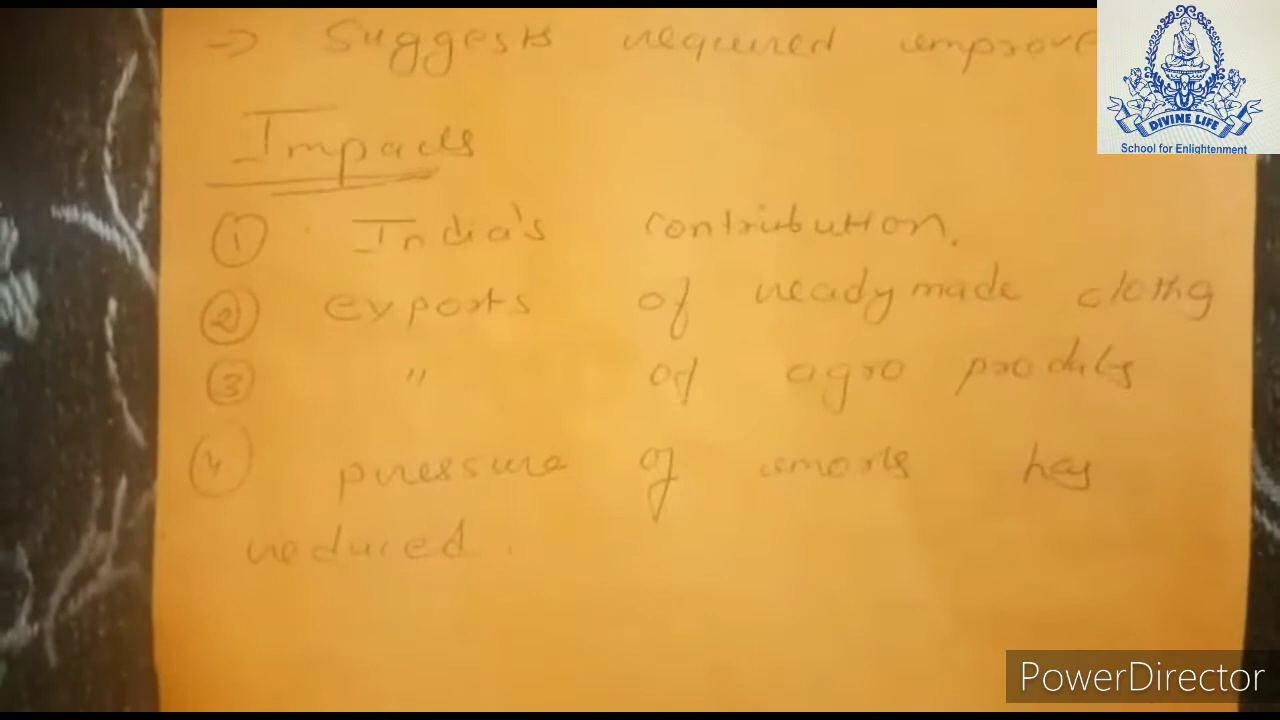 → Suggests required improve
DIVINE LIFE
School for Enlightenment
Impacts
① India's contribution.
② exports of readymade clothg
③ " of agro prodcts
④ pressure of has
reduced.
PowerDirector